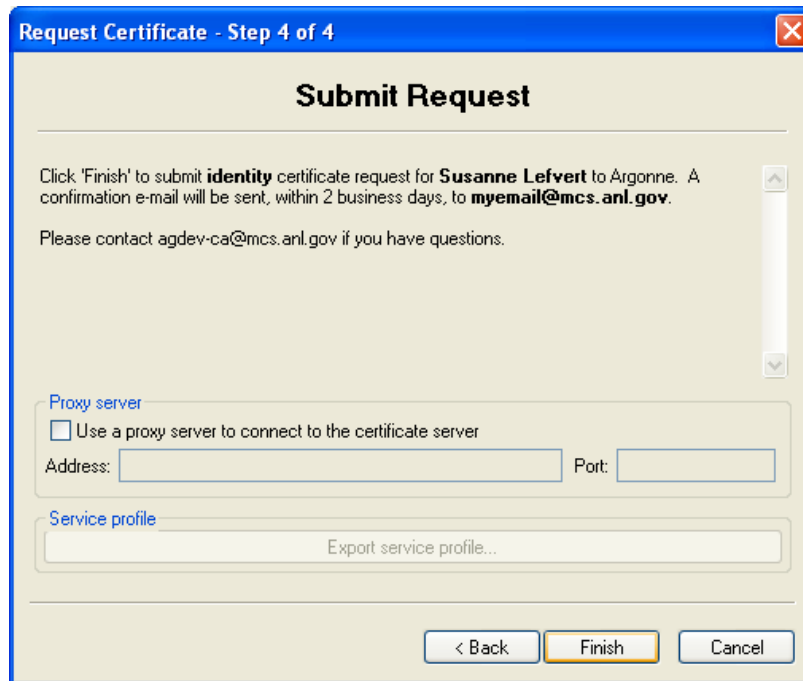 Request Certificate - Step 4 of 4
Submit Request
Click 'Finish' to submit identity certificate request for Susanne Lefvert to Argonne.  A
confirmation e-mail will be sent, within 2 business days, to myemail@mcs.anl.gov.
Please contact agdev-ca@mcs.anl.gov if you have questions.
Proxy server
Use a proxy server to connect to the certificate server
Address: Port:
Service profile
Export service profile...
< Back Finish Cancel